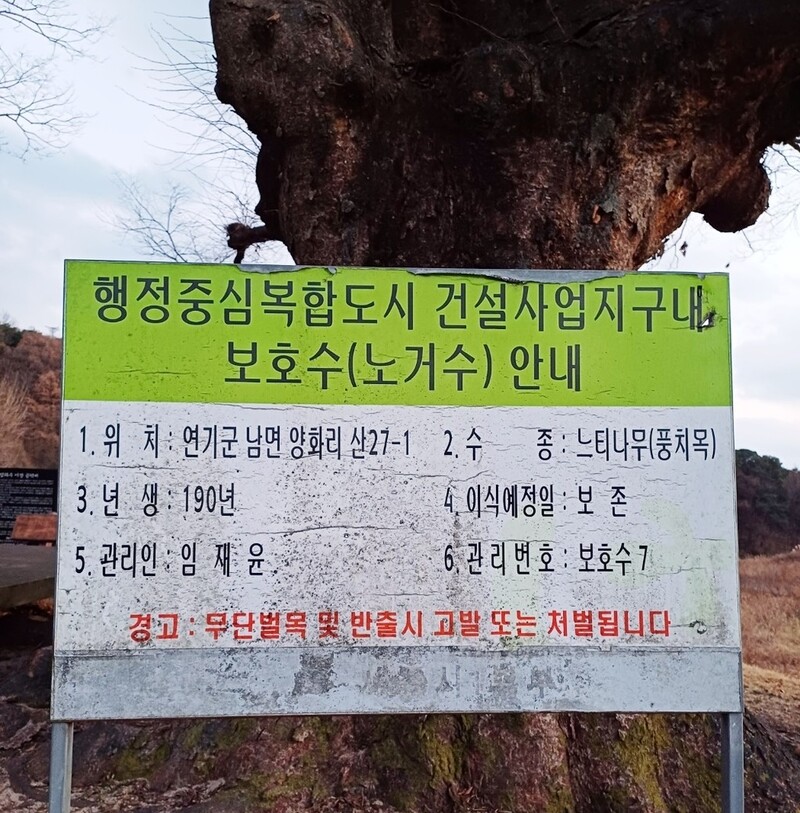 행정중심복합도시 건설사업지구내
보호수(노거수) 안내
1. 위 치 : 연기군 남면 양화리 산27-1 2. 수 종 : 느티나무(풍치목)
3. 년 생 : 190년 4. 이식예정일 : 보 존
5. 관리인 : 임 재 윤 6. 관리번호 : 보호수 7
경고 : 무단벌목 및 반출시 고발 또는 처벌됩니다